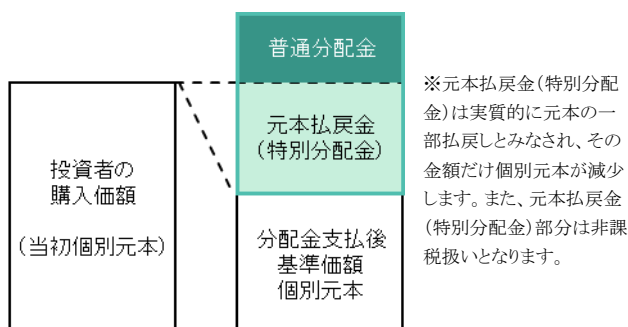 普通分配金
元本払戻金
(特別分配金)
投資者の
購入価額
(当初個別元本)
分配金支払後
基準価額
個別元本
※元本払戻金(特別分配
金)は実質的に元本の一
部払戻しとみなされ、その
金額だけ個別元本が減少
します。また、元本払戻金
(特別分配金)部分は非課
税扱いとなります。